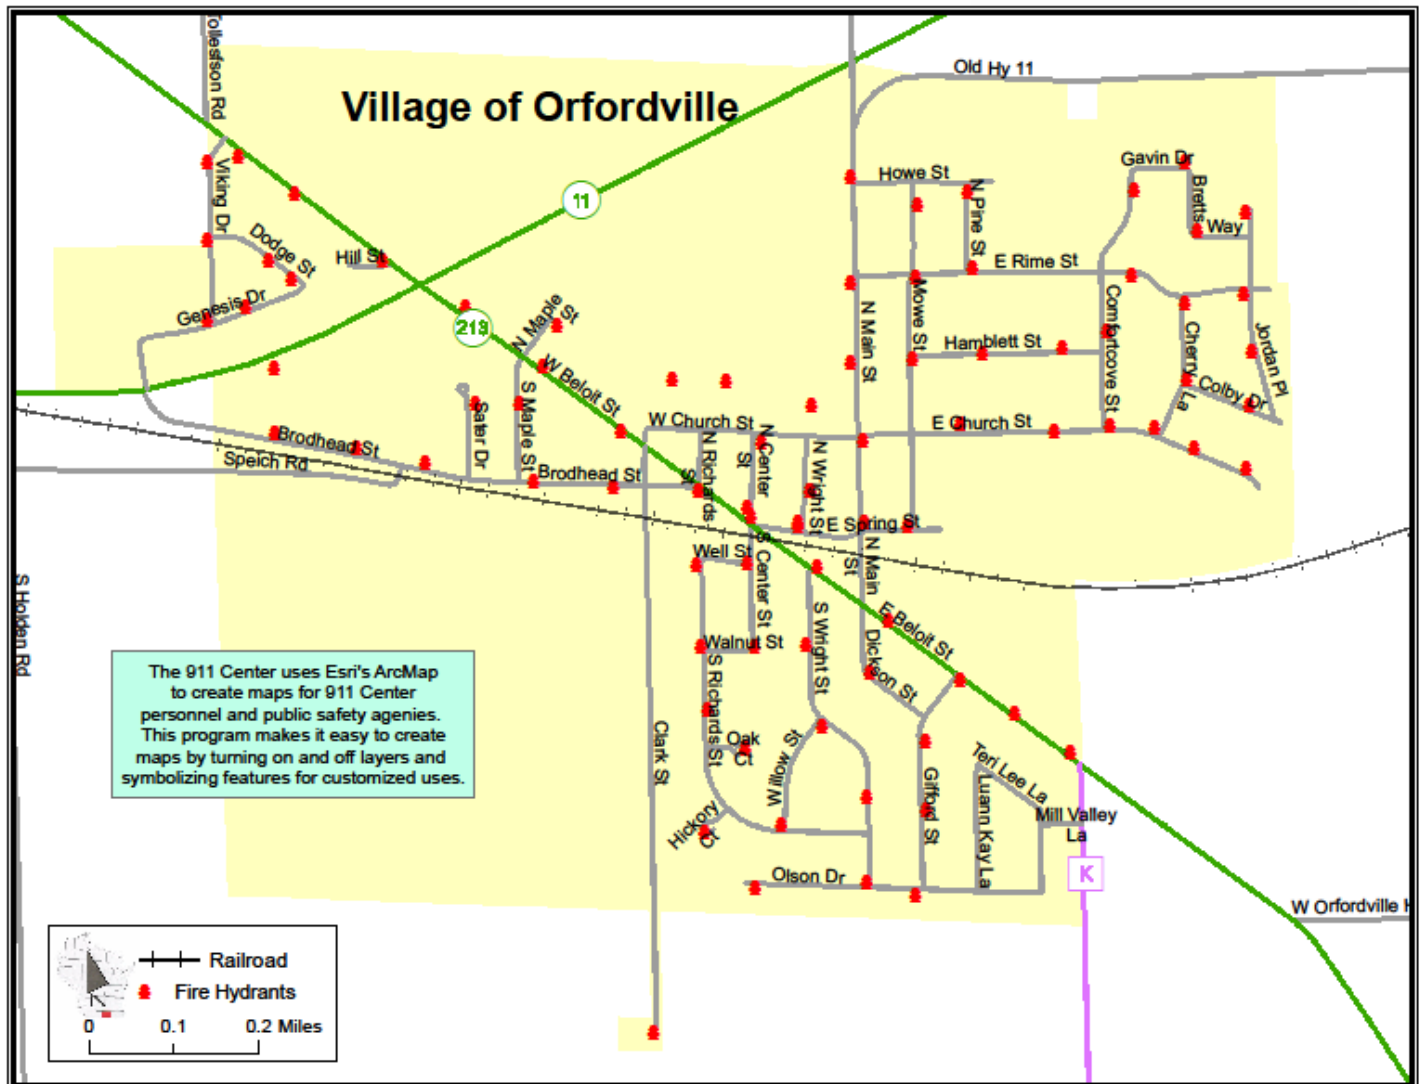 Tollesfson Rd
Old Hy 11
Village of Orfordville
Gavin Dr
Howe St
Viking Dr
N Pine St
Bretts
Way
11
Dodge St
Hill St
E Rime St
Genesis Dr
213
N Maple
St
Mowe St
Comfortcove St
N Main St
Hamblett St
Cherry La
Jordan Pl
W Beloit St
S Maple St
Sater Dr
Colby Dr
W Church St
E Church St
Brodhead St
Speich Rd
Brodhead St
N Richards
St
N Center
St
N Wright St
E Spring St
Well St
S Center St
N Main
St
S Holden Rd
E Beloit St
S Wright St
Walnut St
Dickson St
The 911 Center uses Esri's ArcMap
to create maps for 911 Center
personnel and public safety agenies.
This program makes it easy to create
maps by turning on and off layers and
symbolizing features for customized uses.
S Richards St
Clark St
Oak
Ct
W Willow St
Gifford St
Teri Lee La
Luann Kay La
Mill Valley
La
Hickory
Ct
Olson Dr
K
W Orfordville H
Railroad
Fire Hydrants
0 0.1 0.2 Miles